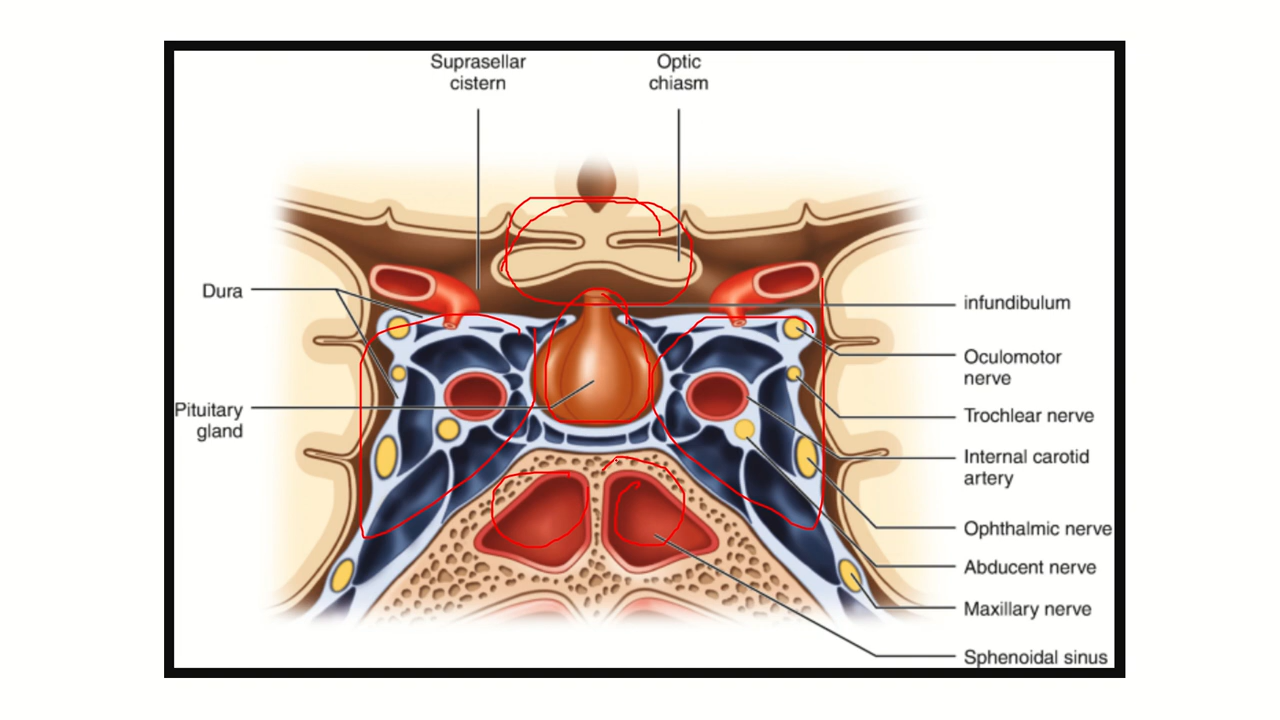 Suprasellar
cistern
Optic
chiasm
Dura
Pituitary
gland
infundibulum
Oculomotor
nerve
Trochlear nerve
Internal carotid
artery
Ophthalmic nerve
Abducent nerve
Maxillary nerve
Sphenoidal sinus